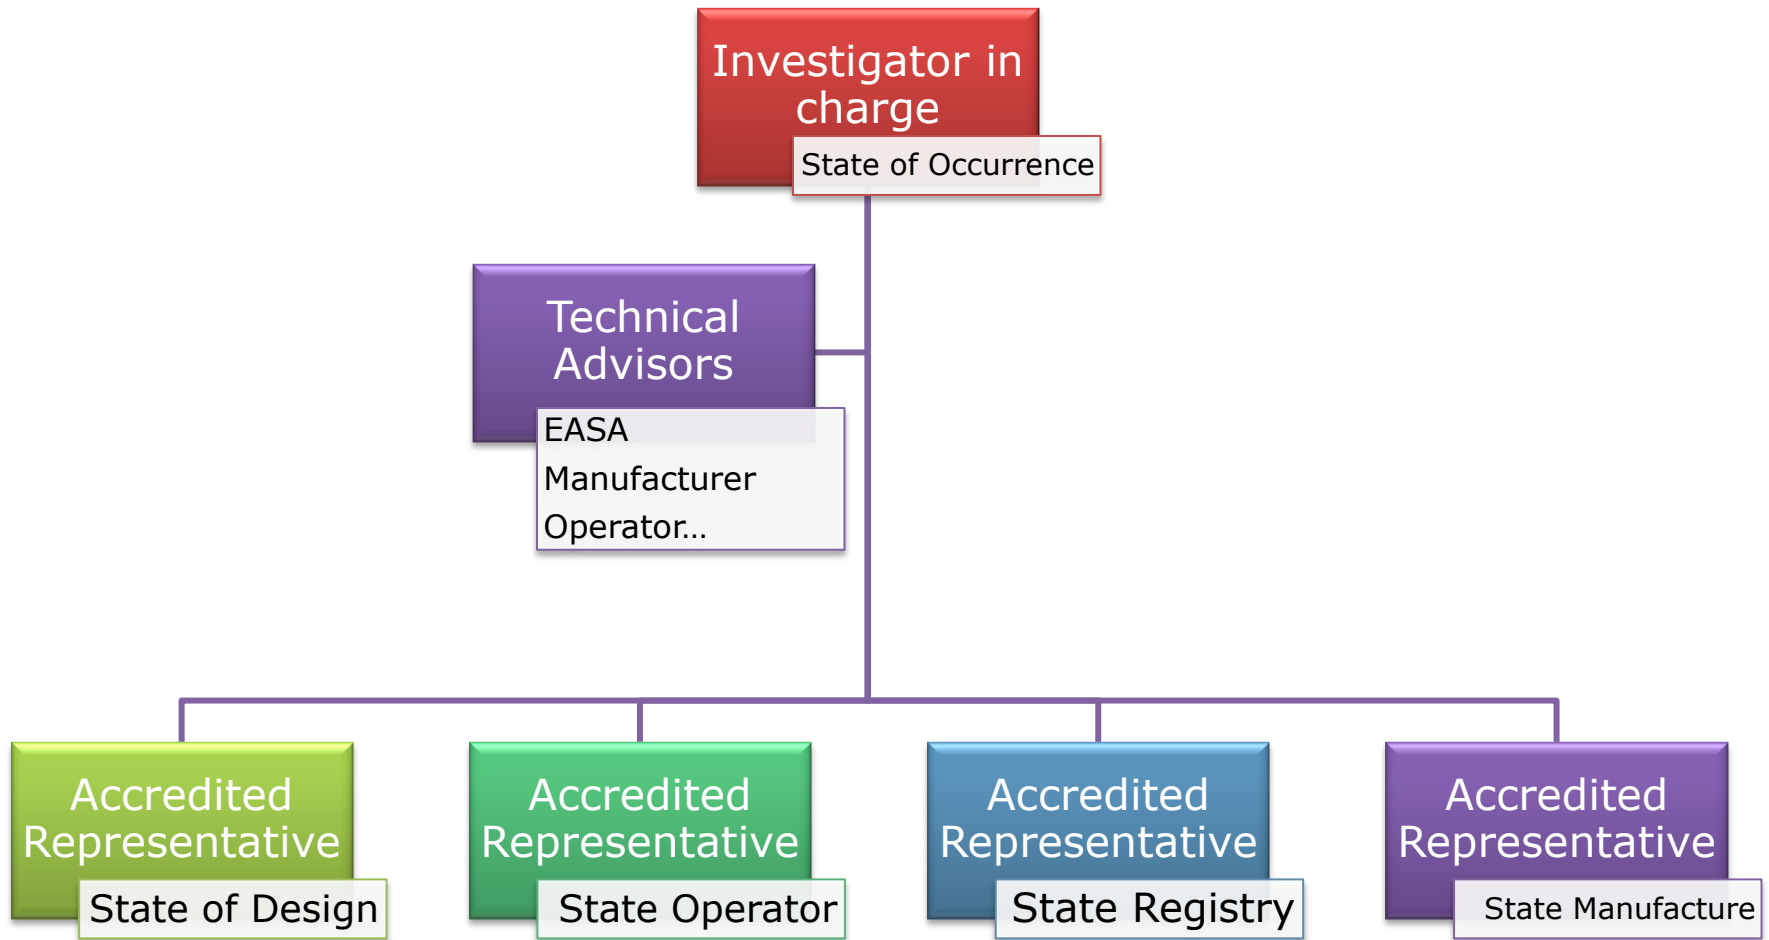 Investigator in
charge
State of Occurrence
Technical
Advisors
EASA
Manufacturer
Operator…
Accredited
Representative
State of Design
Accredited
Representative
State Operator
Accredited
Representative
State Registry
Accredited
Representative
State Manufacture